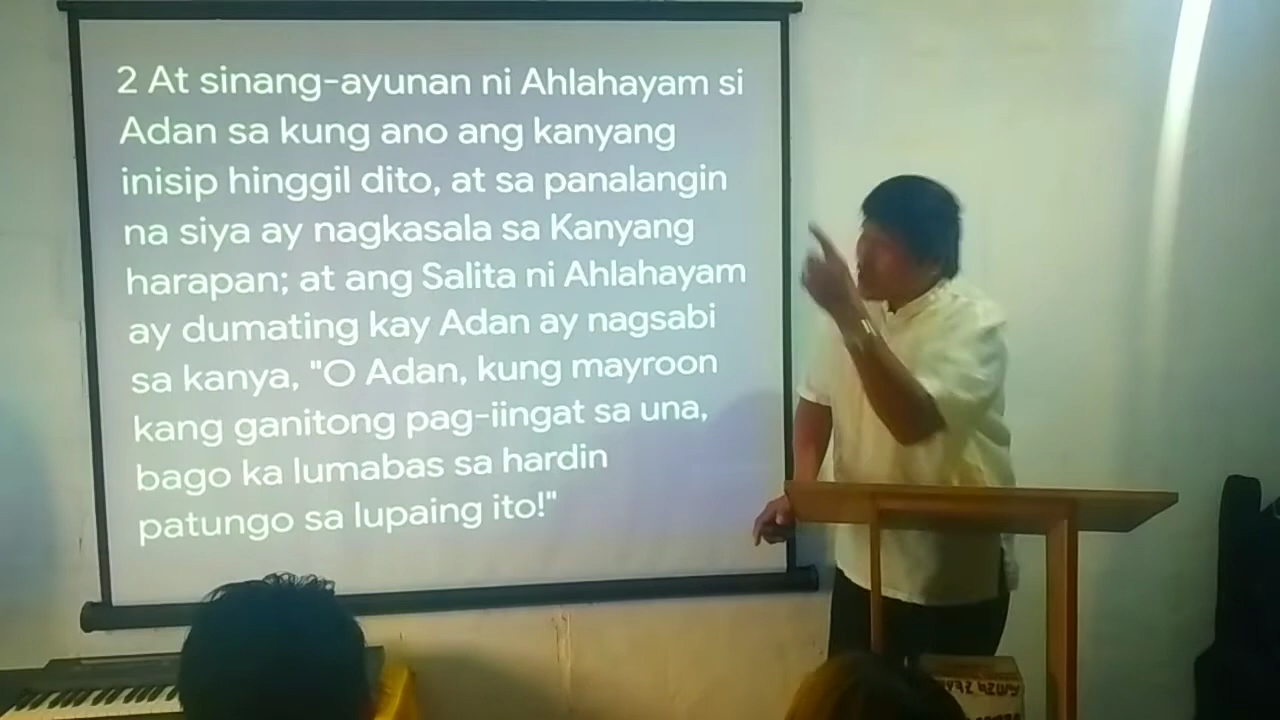 2 At sinang-ayunan ni Ahlahayam si
Adan sa kung ano ang kanyang
inisip hinggil dito, at sa panalangin
na siya ay nagkasala sa Kanyang
harapan; at ang Salita ni Ahlahayam
ay dumating kay Adan ay nagsabi
sa kanya, "O Adan, kung mayroon
kang ganitong pag-iingat sa una,
bago ka lumabas sa hardin
patungo sa lupaing ito!"